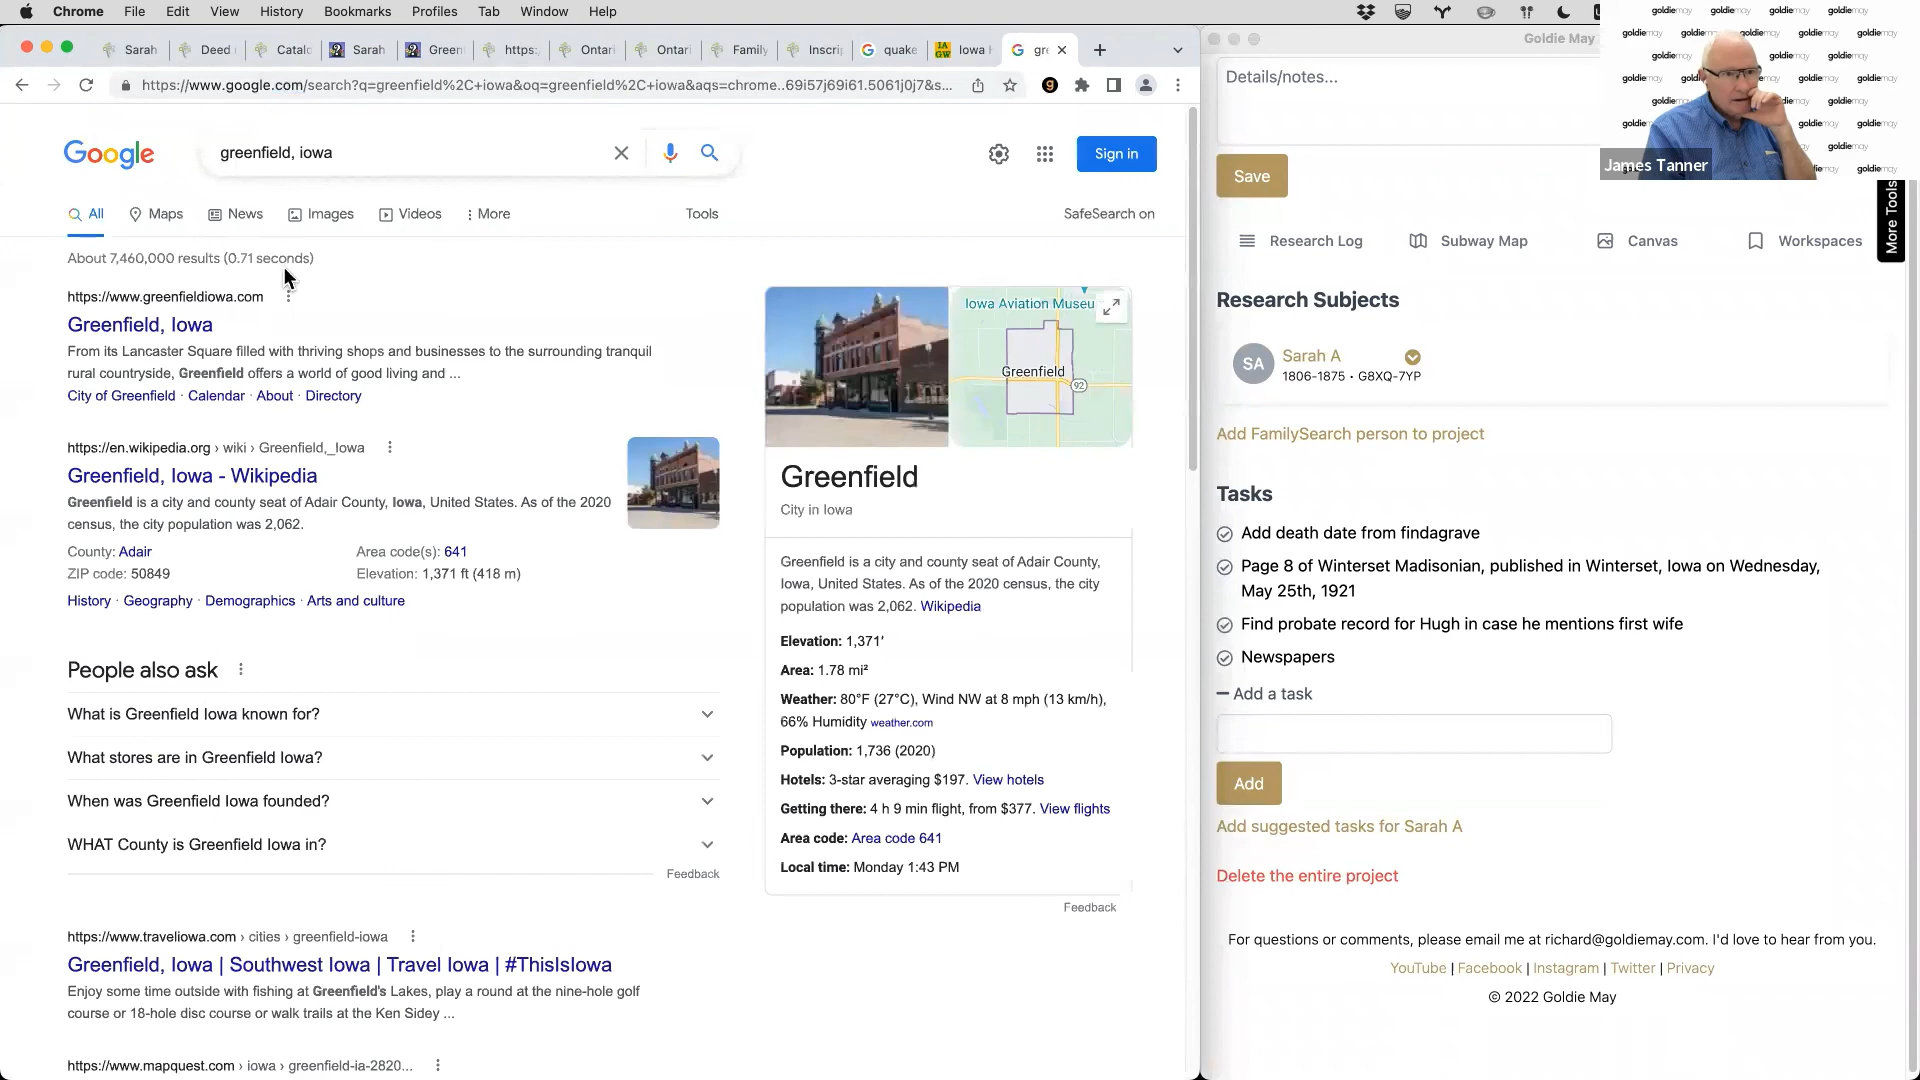 Chrome File Edit View History Bookmarks Profiles Tab Window Help
Sarah Deed Catalo Sarah Green https: Ontari Ontari Family Inscrip quake Iowa H gre
https://www.google.com/search?q=greenfield%2C+iowa&oq=greenfield%2C+iowa&aqs=chrome..69i57j69i61.5061j0j7&s...
Google
greenfield, iowa
Sign in
All Maps News Images Videos More Tools SafeSearch on
About 7,460,000 results (0.71 seconds)
https://www.greenfieldiowa.com
Greenfield, Iowa
From its Lancaster Square filled with thriving shops and businesses to the surrounding tranquil
rural countryside, Greenfield offers a world of good living and ...
City of Greenfield · Calendar · About · Directory
https://en.wikipedia.org › wiki › Greenfield,_Iowa
Greenfield, Iowa - Wikipedia
Greenfield is a city and county seat of Adair County, Iowa, United States. As of the 2020
census, the city population was 2,062.
County: Adair Area code(s): 641
ZIP code: 50849 Elevation: 1,371 ft (418 m)
History · Geography · Demographics · Arts and culture
People also ask
What is Greenfield Iowa known for?
What stores are in Greenfield Iowa?
When was Greenfield Iowa founded?
WHAT County is Greenfield Iowa in?
Feedback
https://www.traveliowa.com › cities › greenfield-iowa
Greenfield, Iowa | Southwest Iowa | Travel Iowa | #ThisIsIowa
Enjoy some time outside with fishing at Greenfield's Lakes, play a round at the nine-hole golf
course or 18-hole disc course or walk trails at the Ken Sidey ...
https://www.mapquest.com › iowa › greenfield-ia-2820...
Iowa Aviation Museu
Greenfield
92
Greenfield
City in Iowa
Greenfield is a city and county seat of Adair County,
Iowa, United States. As of the 2020 census, the city
population was 2,062. Wikipedia
Elevation: 1,371′
Area: 1.78 mi²
Weather: 80°F (27°C), Wind NW at 8 mph (13 km/h),
66% Humidity weather.com
Population: 1,736 (2020)
Hotels: 3-star averaging $197. View hotels
Getting there: 4 h 9 min flight, from $377. View flights
Area code: Area code 641
Local time: Monday 1:43 PM
Feedback
Goldie May
Details/notes...
Save
goldiemay goldiemay goldiemay goldiemay
James Tanner
More Tools
Research Log Subway Map Canvas Workspaces
Research Subjects
SA
Sarah A
1806-1875 • G8XQ-7YP
Add FamilySearch person to project
Tasks
Add death date from findagrave
Page 8 of Winterset Madisonian, published in Winterset, Iowa on Wednesday,
May 25th, 1921
Find probate record for Hugh in case he mentions first wife
Newspapers
Add a task
Add
Add suggested tasks for Sarah A
Delete the entire project
For questions or comments, please email me at richard@goldiemay.com. I'd love to hear from you.
YouTube | Facebook | Instagram | Twitter | Privacy
© 2022 Goldie May